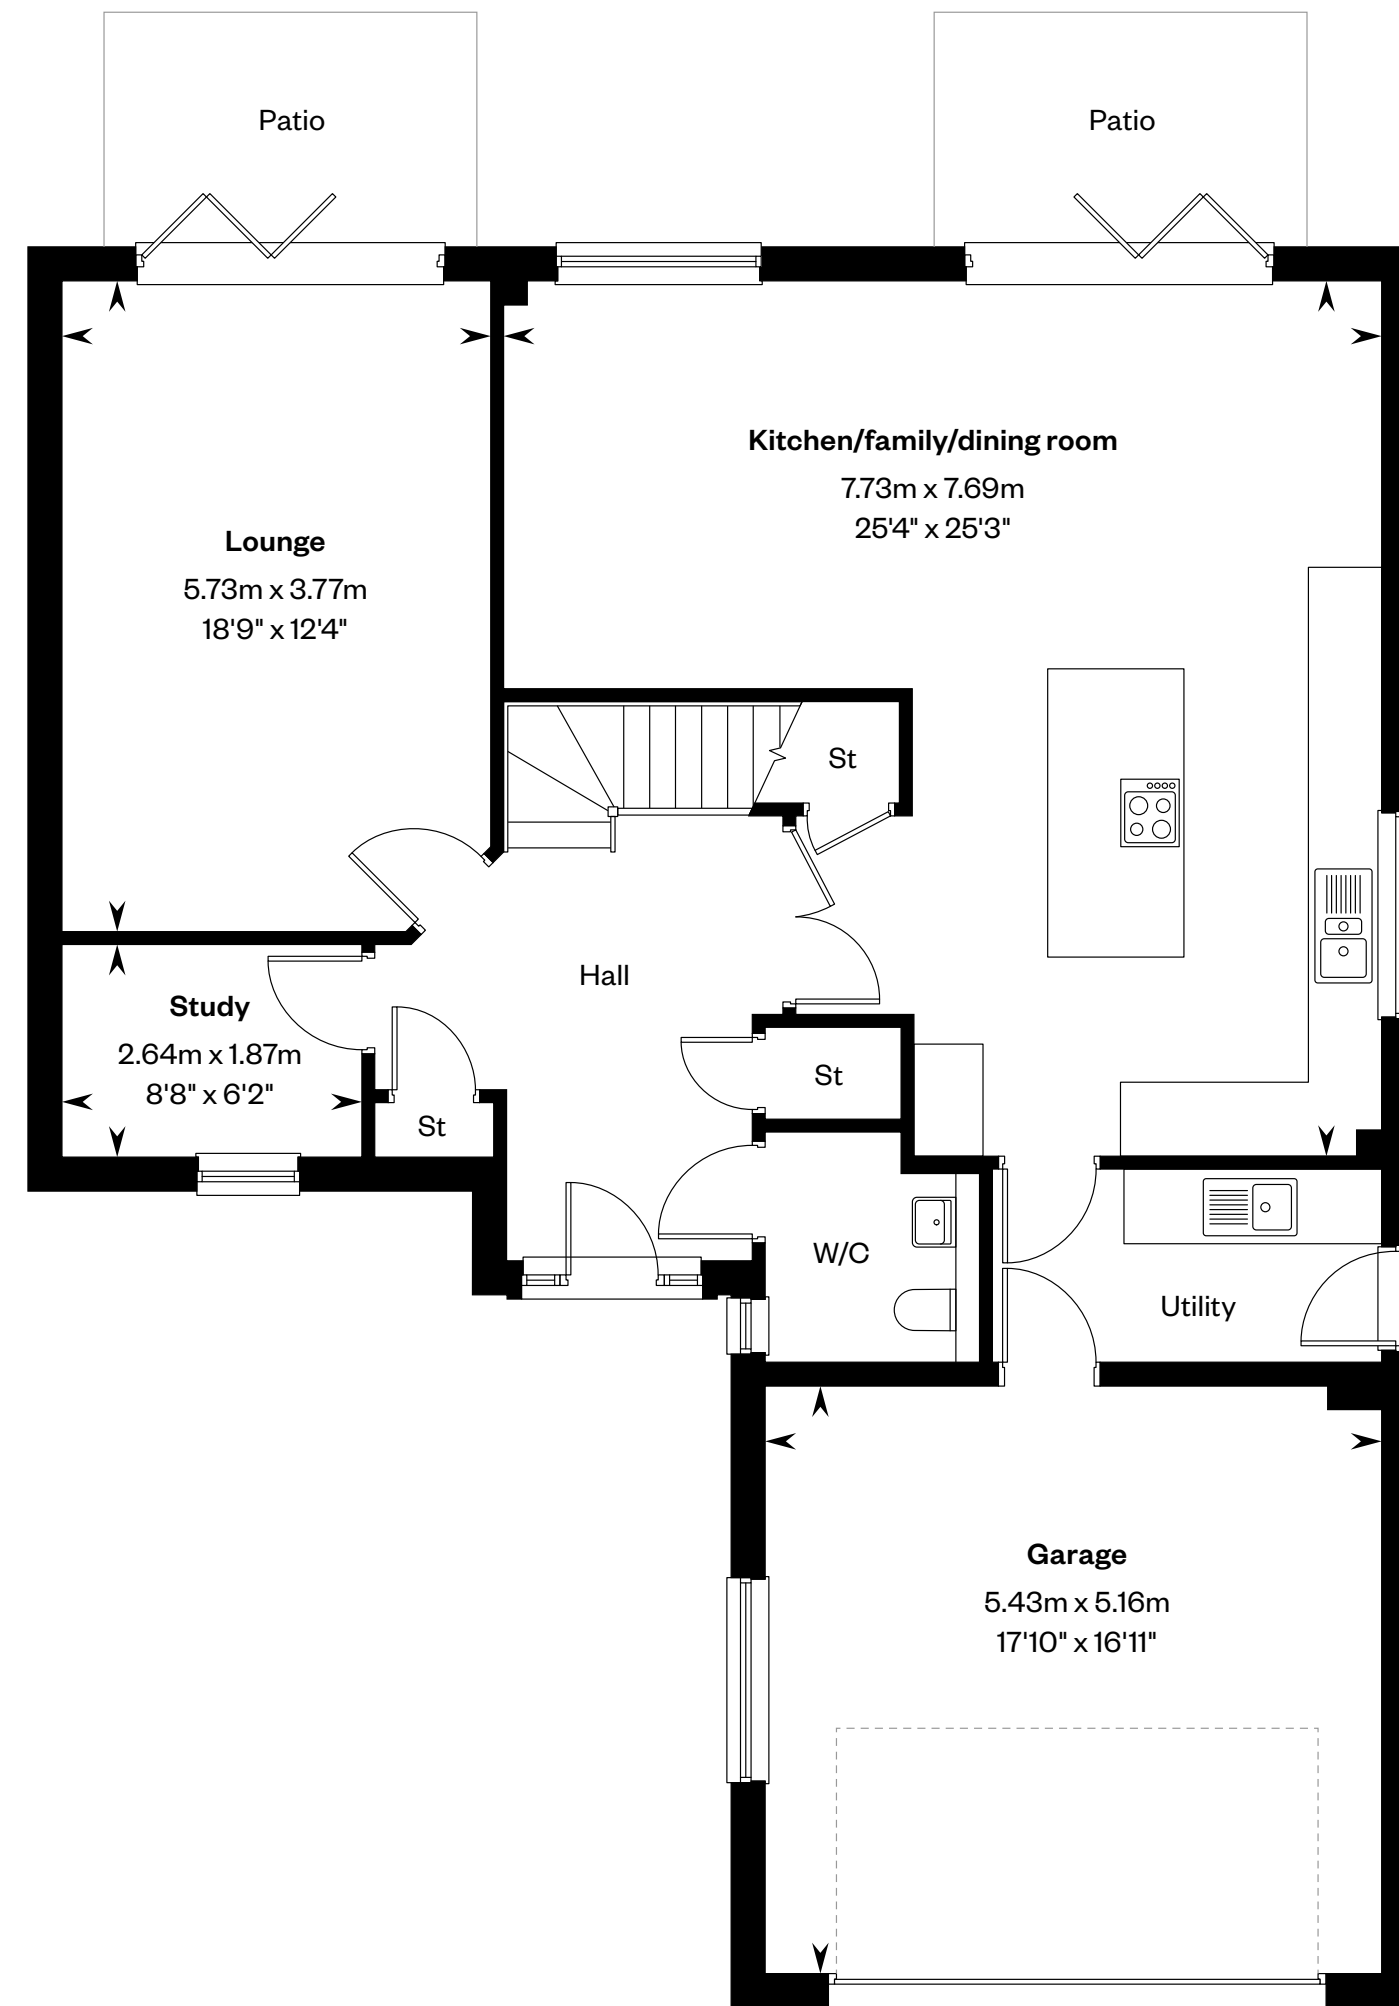 Patio
Patio
Kitchen/family/dining room
7.73m x 7.69m
25'4" x 25'3"
Lounge
5.73m x 3.77m
18'9" x 12'4"
St
Hall
Study
2.64m x 1.87m
8'8" x 6'2"
St
St
W/C
Utility
Garage
5.43m x 5.16m
17'10" x 16'11"